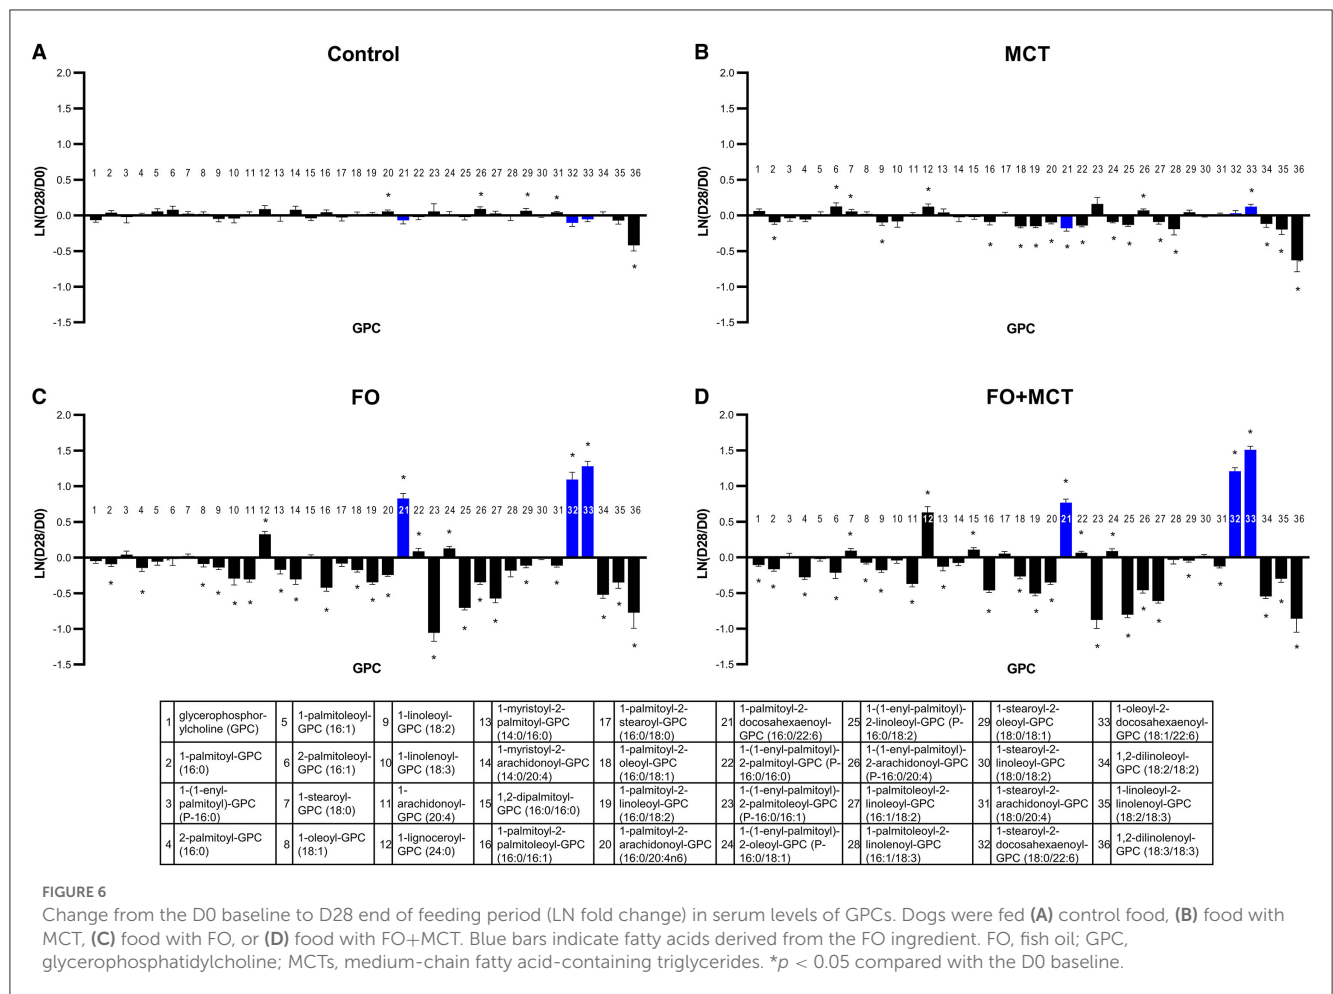 A
Control
2.0
1.5
1.0
0.5
0.0
-0.5
-1.0
-1.5
LN(D28/D0)
1 2 3 4 5 6 7 8 9 10 11 12 13 14 15 16 17 18 19 20 21 22 23 24 25 26 27 28 29 30 31 32 33 34 35 36
* * * *
*
GPC
B
MCT
2.0
1.5
1.0
0.5
0.0
-0.5
-1.0
-1.5
LN(D28/D0)
1 2 3 4 5 6 7 8 9 10 11 12 13 14 15 16 17 18 19 20 21 22 23 24 25 26 27 28 29 30 31 32 33 34 35 36
* * * * *
* * * * * * * * * * * * * * *
GPC
C
FO
2.0
1.5
1.0
0.5
0.0
-0.5
-1.0
-1.5
LN(D28/D0)
1 2 3 4 5 6 7 8 9 10 11 12 13 14 15 16 17 18 19 20 21 22 23 24 25 26 27 28 29 30 31 32 33 34 35 36
* * * * * *
* * * * * * * * * * * * * * * * * * * *
GPC
D
FO+MCT
2.0
1.5
1.0
0.5
0.0
-0.5
-1.0
-1.5
LN(D28/D0)
1 2 3 4 5 6 7 8 9 10 11 12 13 14 15 16 17 18 19 20 21 22 23 24 25 26 27 28 29 30 31 32 33 34 35 36
* * * * * * * *
* * * * * * * * * * * * * * * * * * * * *
GPC
1 glycerophosphor-
ylcholine (GPC)
5 1-palmitoleoyl-
GPC (16:1)
9 1-linoleoyl-
GPC (18:2)
13 1-myristoyl-2-
palmitoyl-GPC
(14:0/16:0)
17 1-palmitoyl-2-
stearoyl-GPC
(16:0/18:0)
21 1-palmitoyl-2-
docosahexaenoyl-
GPC (16:0/22:6)
25 1-(1-enyl-palmitoyl)-
2-linoleoyl-GPC (P-
16:0/18:2)
29 1-stearoyl-2-
oleoyl-GPC
(18:0/18:1)
33 1-oleoyl-2-
docosahexaenoyl-
GPC (18:1/22:6)
2 1-palmitoyl-GPC
(16:0)
6 2-palmitoleoyl-
GPC (16:1)
10 1-linolenoyl-
GPC (18:3)
14 1-myristoyl-2-
arachidonoyl-GPC
(14:0/20:4)
18 1-palmitoyl-2-
oleoyl-GPC
(16:0/18:1)
22 1-(1-enyl-palmitoyl)-
2-palmitoyl-GPC (P-
16:0/16:0)
26 1-(1-enyl-palmitoyl)-
2-arachidonoyl-GPC
(P-16:0/20:4)
30 1-stearoyl-2-
linoleoyl-GPC
(18:0/18:2)
34 1,2-dilinoleoyl-
GPC (18:2/18:2)
3 1-(1-enyl-
palmitoyl)-GPC
(P-16:0)
7 1-stearoyl-
GPC (18:0)
11 1-
arachidonoyl-
GPC (20:4)
15 1,2-dipalmitoyl-
GPC (16:0/16:0)
19 1-palmitoyl-2-
linoleoyl-GPC
(16:0/18:2)
23 1-(1-enyl-palmitoyl)-
2-palmitoleoyl-GPC
(P-16:0/16:1)
27 1-palmitoleoyl-2-
linoleoyl-GPC
(16:1/18:2)
31 1-stearoyl-2-
arachidonoyl-GPC
(18:0/20:4)
35 1-linoleoyl-2-
linolenoyl-GPC
(18:2/18:3)
4 2-palmitoyl-GPC
(16:0)
8 1-oleoyl-GPC
(18:1)
12 1-lignoceroyl-
GPC (24:0)
16 1-palmitoyl-2-
palmitoleoyl-GPC
(16:0/16:1)
20 1-palmitoyl-2-
arachidonoyl-GPC
(16:0/20:4n6)
24 1-(1-enyl-palmitoyl)-
2-oleoyl-GPC (P-
16:0/18:1)
28 1-palmitoleoyl-2-
linolenoyl-GPC
(16:1/18:3)
32 1-stearoyl-2-
docosahexaenoyl-
GPC (18:0/22:6)
36 1,2-dilinolenoyl-
GPC (18:3/18:3)
FIGURE 6
Change from the D0 baseline to D28 end of feeding period (LN fold change) in serum levels of GPCs. Dogs were fed (A) control food, (B) food with
MCT, (C) food with FO, or (D) food with FO+MCT. Blue bars indicate fatty acids derived from the FO ingredient. FO, fish oil; GPC,
glycerophosphatidylcholine; MCTs, medium-chain fatty acid-containing triglycerides. *p < 0.05 compared with the D0 baseline.